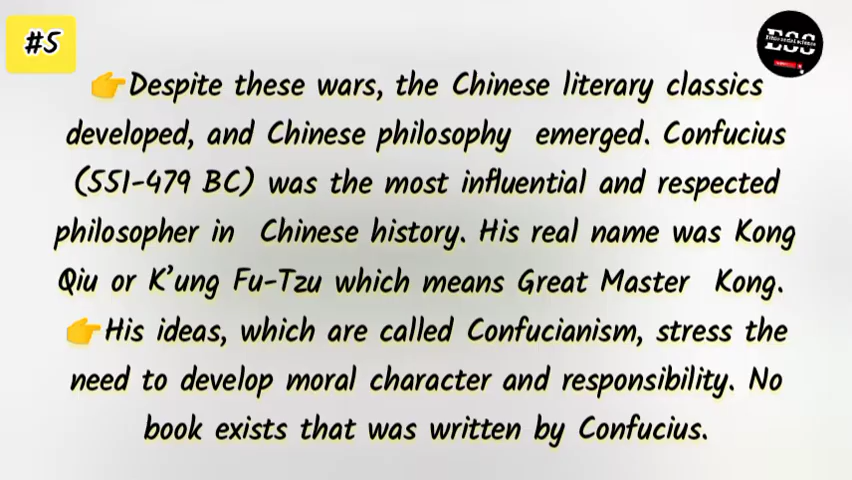 #5
ESS
👉Despite these wars, the Chinese literary classics
developed, and Chinese philosophy emerged. Confucius
(551-479 BC) was the most influential and respected
philosopher in Chinese history. His real name was Kong
Qiu or K'ung Fu-Tzu which means Great Master Kong.
👉His ideas, which are called Confucianism, stress the
need to develop moral character and responsibility. No
book exists that was written by Confucius.